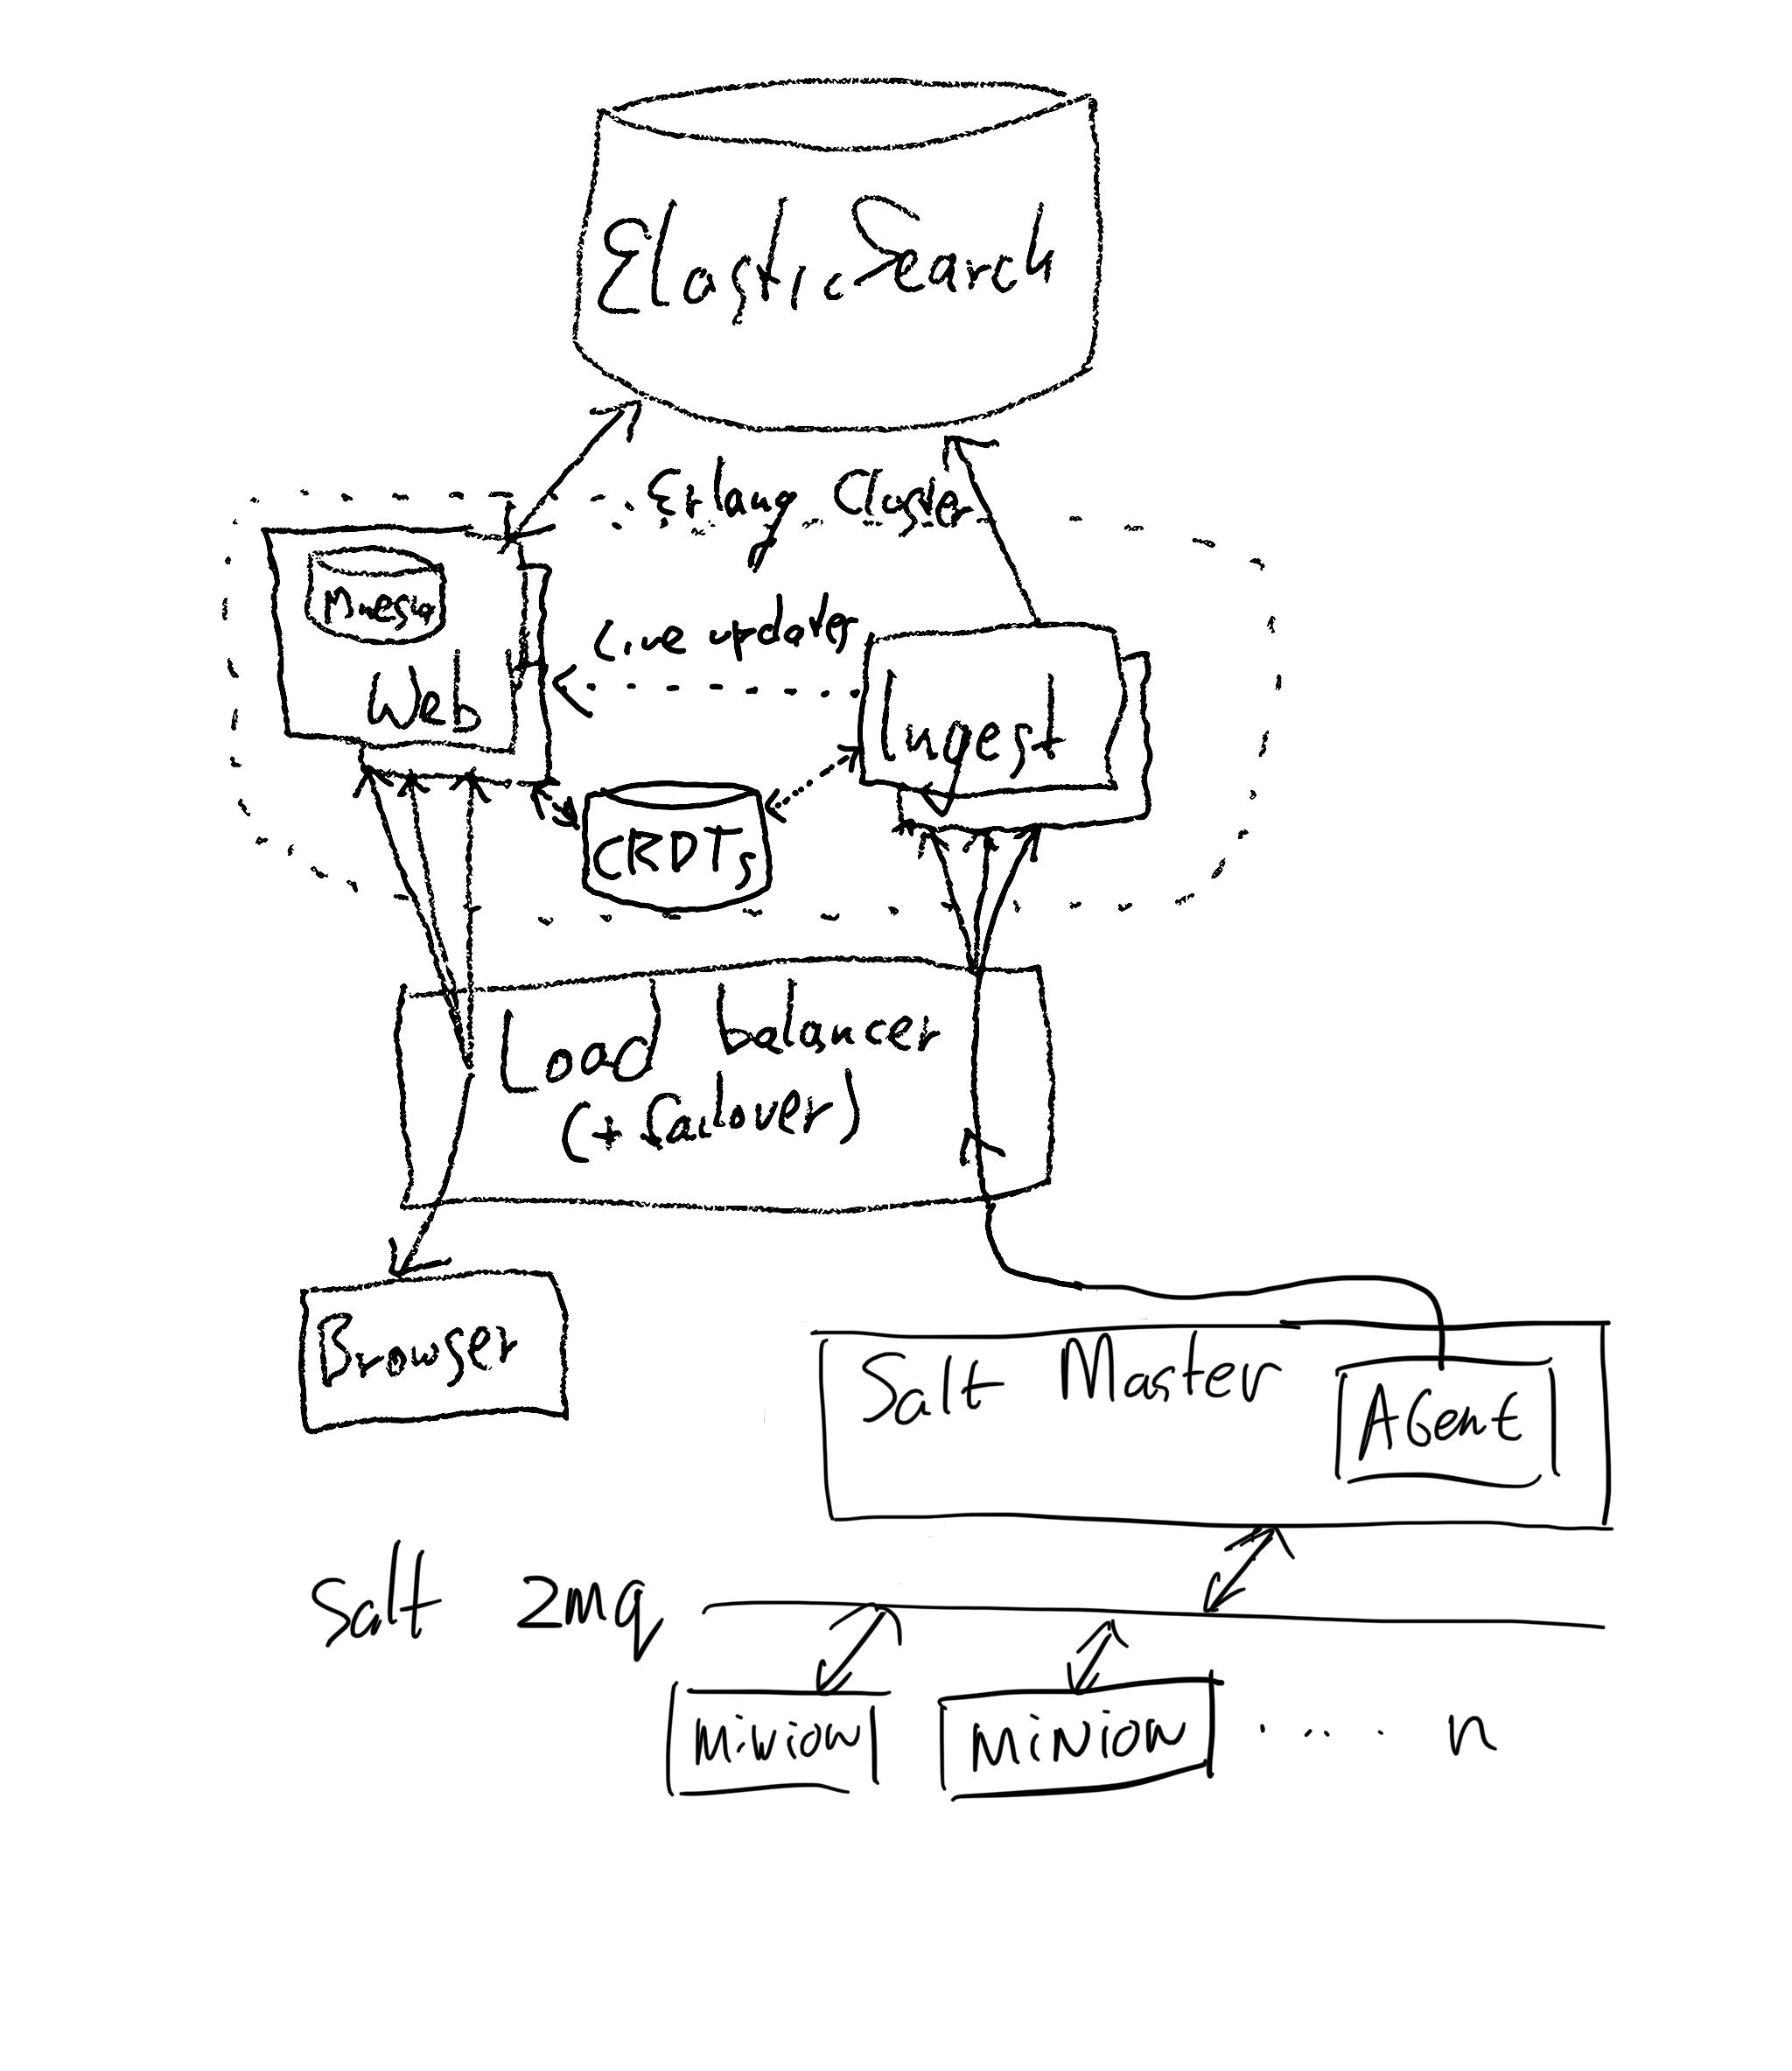 ElasticSearch
Erlang Cluster
Mnesia
Live updates
Web
Ingest
CRDTs
Load balancer
(+ failover)
Browser
Salt Master
AGent
Salt zmq
MiNiON
MiNiON
..... n